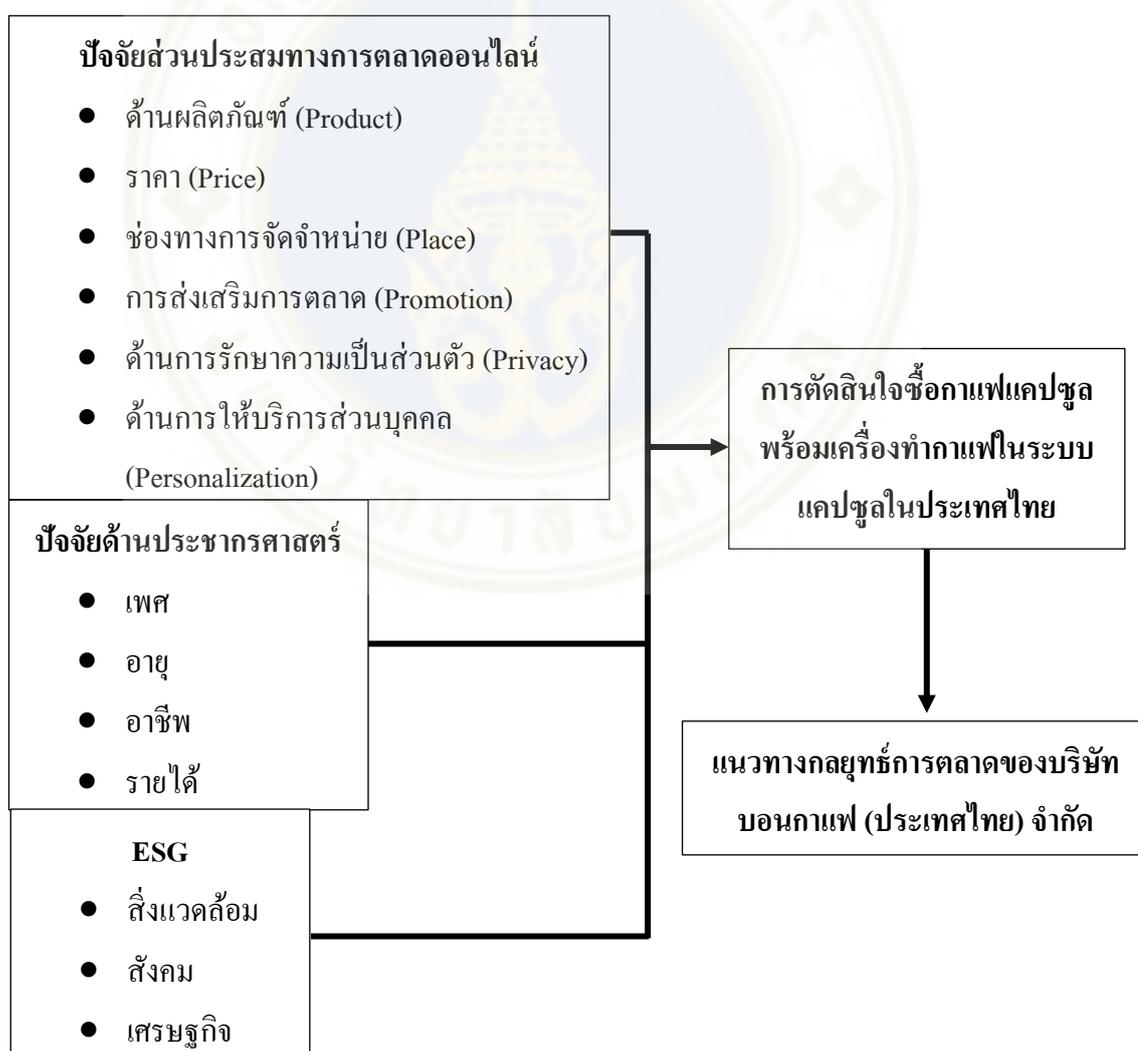 ปัจจัยส่วนประสมทางการตลาดออนไลน์
● ด้านผลิตภัณฑ์ (Product)
● ราคา (Price)
● ช่องทางการจัดจำหน่าย (Place)
● การส่งเสริมการตลาด (Promotion)
● ด้านการรักษาความเป็นส่วนตัว (Privacy)
● ด้านการให้บริการส่วนบุคคล
(Personalization)
ปัจจัยด้านประชากรศาสตร์
● เพศ
● อายุ
● อาชีพ
● รายได้
ESG
● สิ่งแวดล้อม
● สังคม
● เศรษฐกิจ
การตัดสินใจซื้อกาแฟแคปซูล
พร้อมเครื่องทำกาแฟในระบบ
แคปซูลในประเทศไทย
แนวทางกลยุทธ์การตลาดของบริษัท
บอนกาแฟ (ประเทศไทย) จำกัด